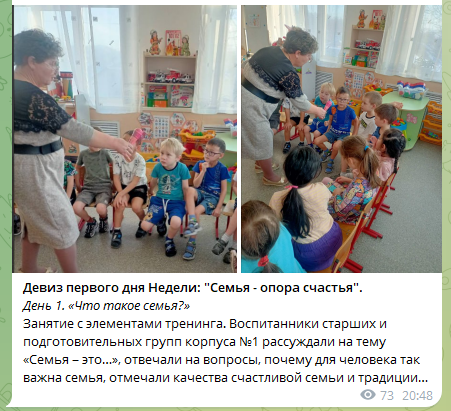 Девиз первого дня Недели: "Семья - опора счастья".
День 1. «Что такое семья?»
Занятие с элементами тренинга. Воспитанники старших и
подготовительных групп корпуса №1 рассуждали на тему
«Семья – это...», отвечали на вопросы, почему для человека так
важна семья, отмечали качества счастливой семьи и традиции...
73 20:48